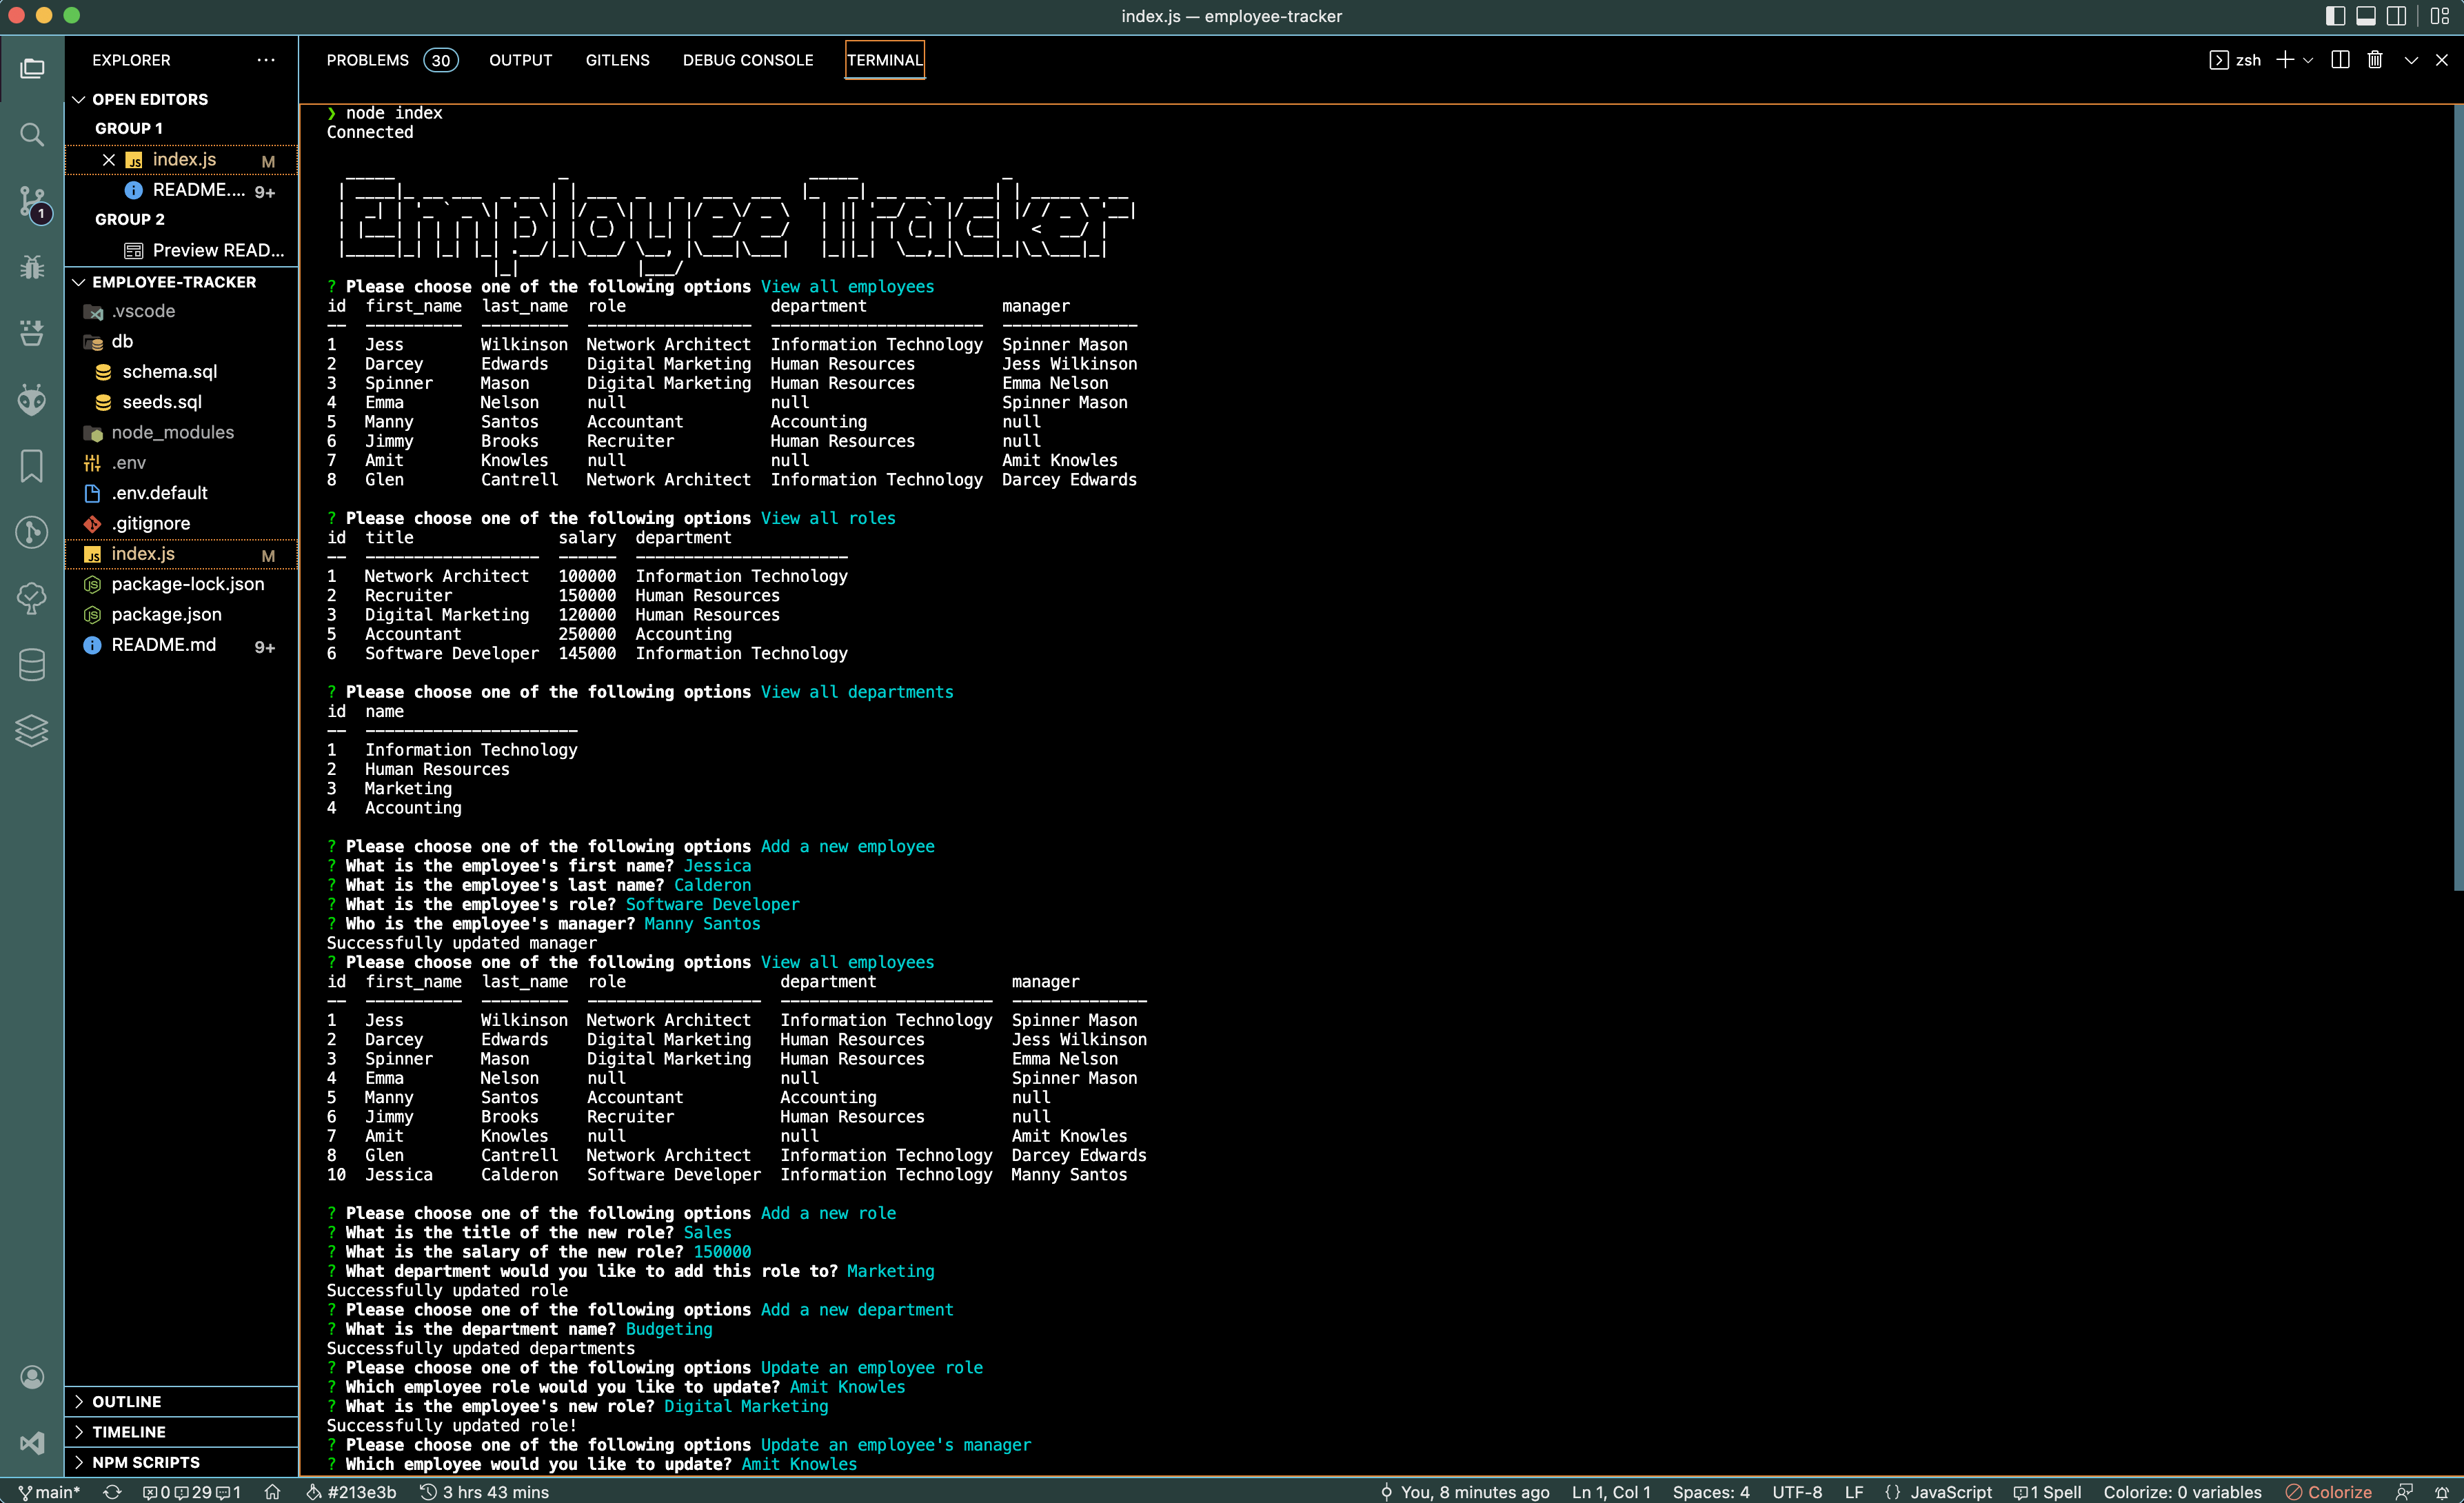 index.js — employee-tracker
EXPLORER ...
OPEN EDITORS
GROUP 1
JS index.js M
README.... 9+
GROUP 2
Preview READ...
EMPLOYEE-TRACKER
.vscode
db
schema.sql
seeds.sql
node_modules
.env
.env.default
.gitignore
JS index.js M
package-lock.json
package.json
README.md 9+
OUTLINE
TIMELINE
NPM SCRIPTS
1
PROBLEMS 30 OUTPUT GITLENS DEBUG CONSOLE TERMINAL
zsh
❯ node index
Connected
Employee Tracker
? Please choose one of the following options View all employees
id first_name last_name role department manager
-- ---------- --------- ----------------- ---------------------- --------------
1 Jess Wilkinson Network Architect Information Technology Spinner Mason
2 Darcey Edwards Digital Marketing Human Resources Jess Wilkinson
3 Spinner Mason Digital Marketing Human Resources Emma Nelson
4 Emma Nelson null null Spinner Mason
5 Manny Santos Accountant Accounting null
6 Jimmy Brooks Recruiter Human Resources null
7 Amit Knowles null null Amit Knowles
8 Glen Cantrell Network Architect Information Technology Darcey Edwards
? Please choose one of the following options View all roles
id title salary department
-- ------------------ ------ ----------------------
1 Network Architect 100000 Information Technology
2 Recruiter 150000 Human Resources
3 Digital Marketing 120000 Human Resources
5 Accountant 250000 Accounting
6 Software Developer 145000 Information Technology
? Please choose one of the following options View all departments
id name
-- ----------------------
1 Information Technology
2 Human Resources
3 Marketing
4 Accounting
? Please choose one of the following options Add a new employee
? What is the employee's first name? Jessica
? What is the employee's last name? Calderon
? What is the employee's role? Software Developer
? Who is the employee's manager? Manny Santos
Successfully updated manager
? Please choose one of the following options View all employees
id first_name last_name role department manager
-- ---------- --------- ------------------ ---------------------- --------------
1 Jess Wilkinson Network Architect Information Technology Spinner Mason
2 Darcey Edwards Digital Marketing Human Resources Jess Wilkinson
3 Spinner Mason Digital Marketing Human Resources Emma Nelson
4 Emma Nelson null null Spinner Mason
5 Manny Santos Accountant Accounting null
6 Jimmy Brooks Recruiter Human Resources null
7 Amit Knowles null null Amit Knowles
8 Glen Cantrell Network Architect Information Technology Darcey Edwards
10 Jessica Calderon Software Developer Information Technology Manny Santos
? Please choose one of the following options Add a new role
? What is the title of the new role? Sales
? What is the salary of the new role? 150000
? What department would you like to add this role to? Marketing
Successfully updated role
? Please choose one of the following options Add a new department
? What is the department name? Budgeting
Successfully updated departments
? Please choose one of the following options Update an employee role
? Which employee role would you like to update? Amit Knowles
? What is the employee's new role? Digital Marketing
Successfully updated role!
? Please choose one of the following options Update an employee's manager
? Which employee would you like to update? Amit Knowles
main* 0 29 1 #213e3b 3 hrs 43 mins You, 8 minutes ago Ln 1, Col 1 Spaces: 4 UTF-8 LF {} JavaScript 1 Spell Colorize: 0 variables Colorize